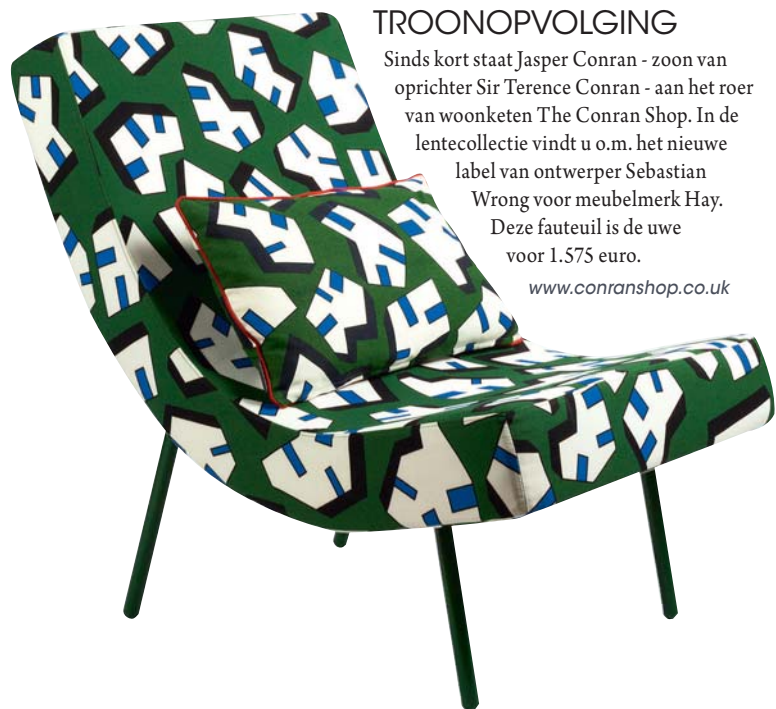 TROONOPVOLGING
Sinds kort staat Jasper Conran - zoon van
oprichter Sir Terence Conran - aan het roer
van woonketen The Conran Shop. In de
lentecollectie vindt u o.m. het nieuwe
label van ontwerper Sebastian
Wrong voor meubelmerk Hay.
Deze fauteuil is de uwe
voor 1.575 euro.
www.conranshop.co.uk